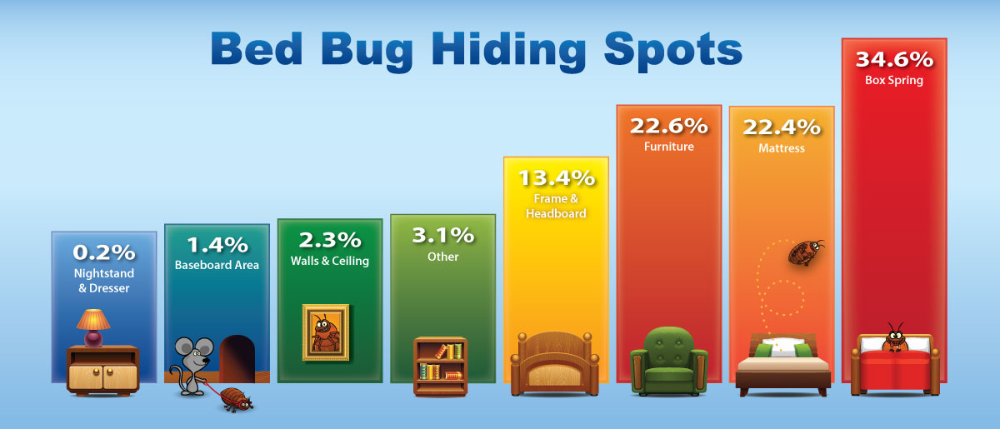 Bed Bug Hiding Spots
0.2%
Nightstand
& Dresser
1.4%
Baseboard Area
2.3%
Walls & Ceiling
3.1%
Other
13.4%
Frame &
Headboard
22.6%
Furniture
22.4%
Mattress
34.6%
Box Spring